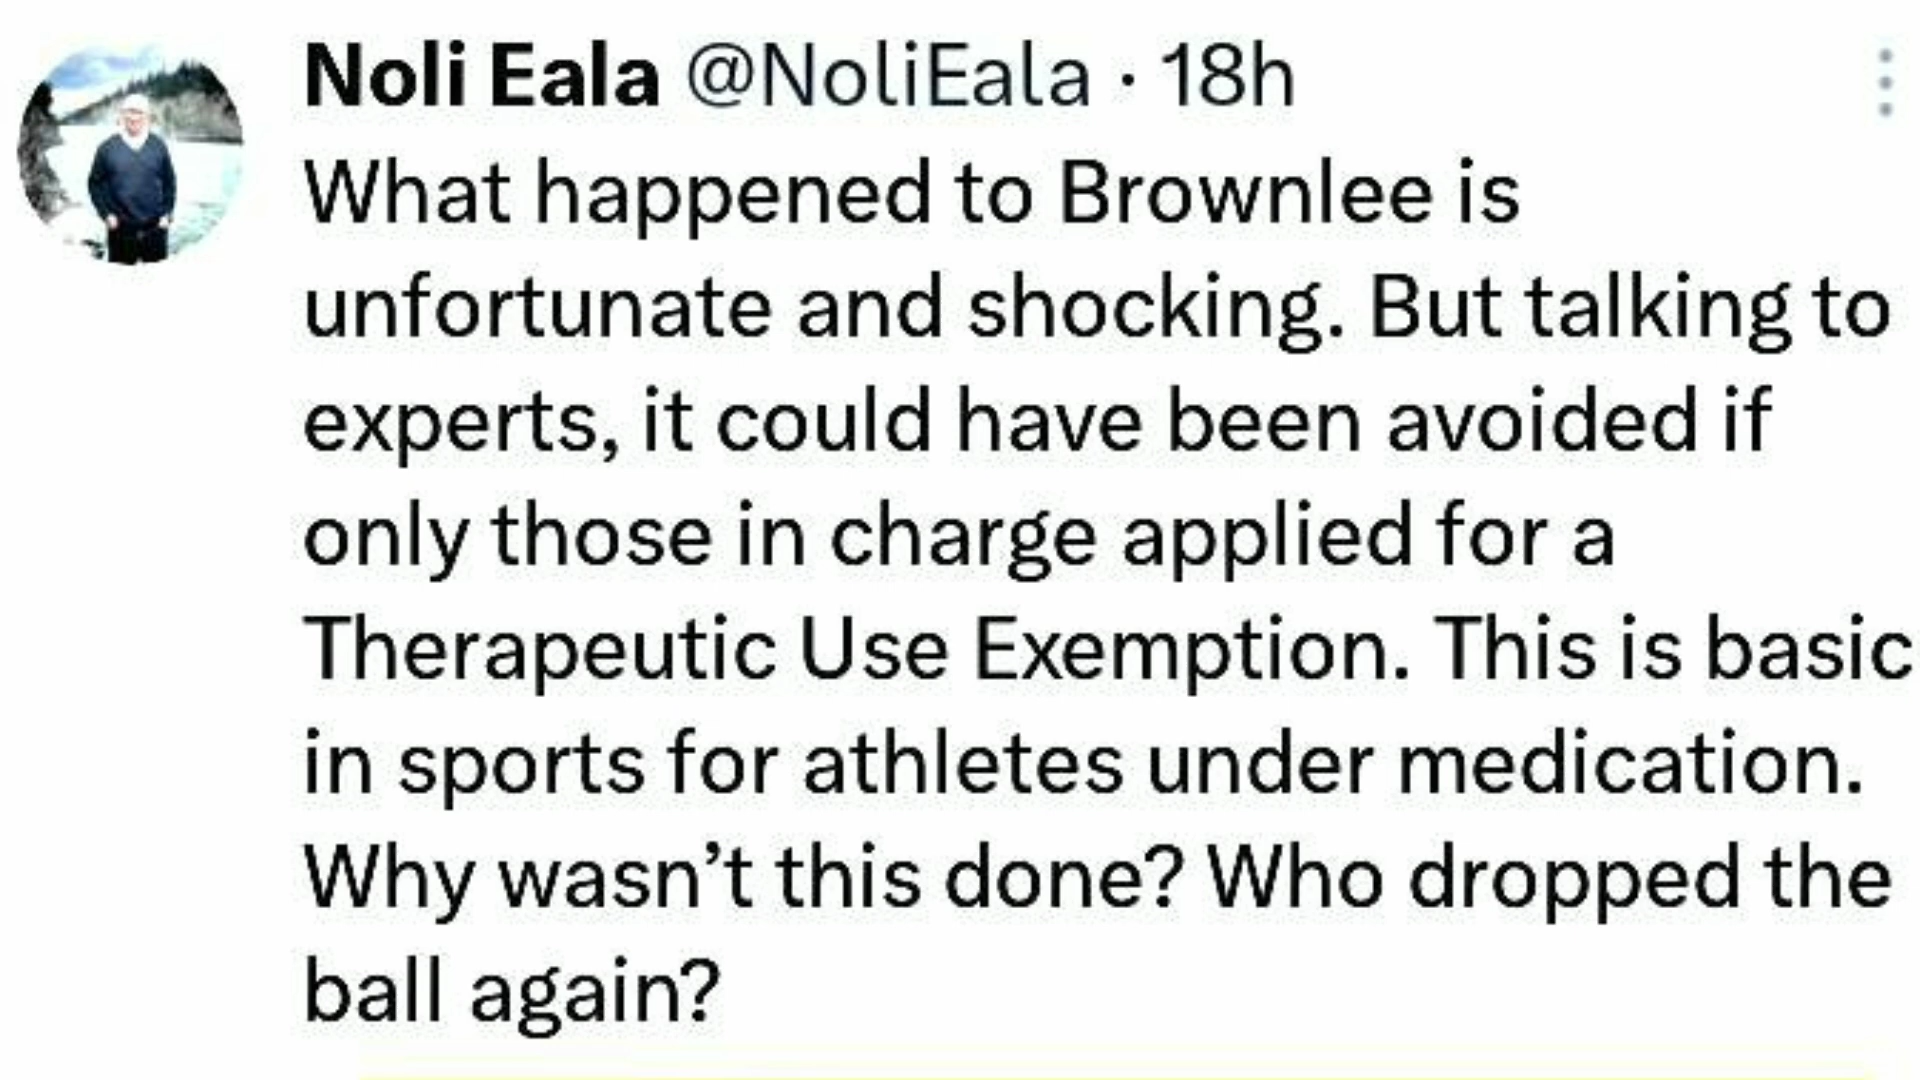 Noli Eala @NoliEala · 18h
What happened to Brownlee is
unfortunate and shocking. But talking to
experts, it could have been avoided if
only those in charge applied for a
Therapeutic Use Exemption. This is basic
in sports for athletes under medication.
Why wasn’t this done? Who dropped the
ball again?